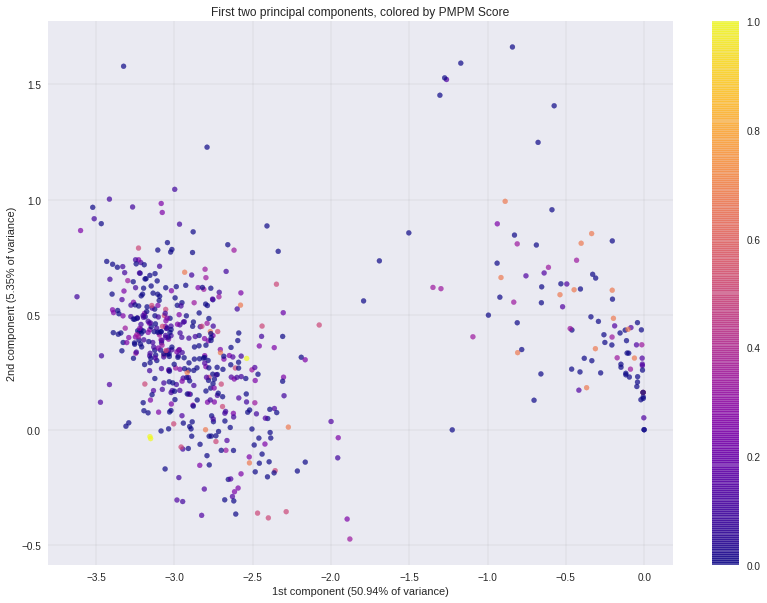 First two principal components, colored by PMPM Score
2nd component (5.35% of variance)
1.5
1.0
0.5
0.0
−0.5
−3.5 −3.0 −2.5 −2.0 −1.5 −1.0 −0.5 0.0
1st component (50.94% of variance)
1.0
0.8
0.6
0.4
0.2
0.0